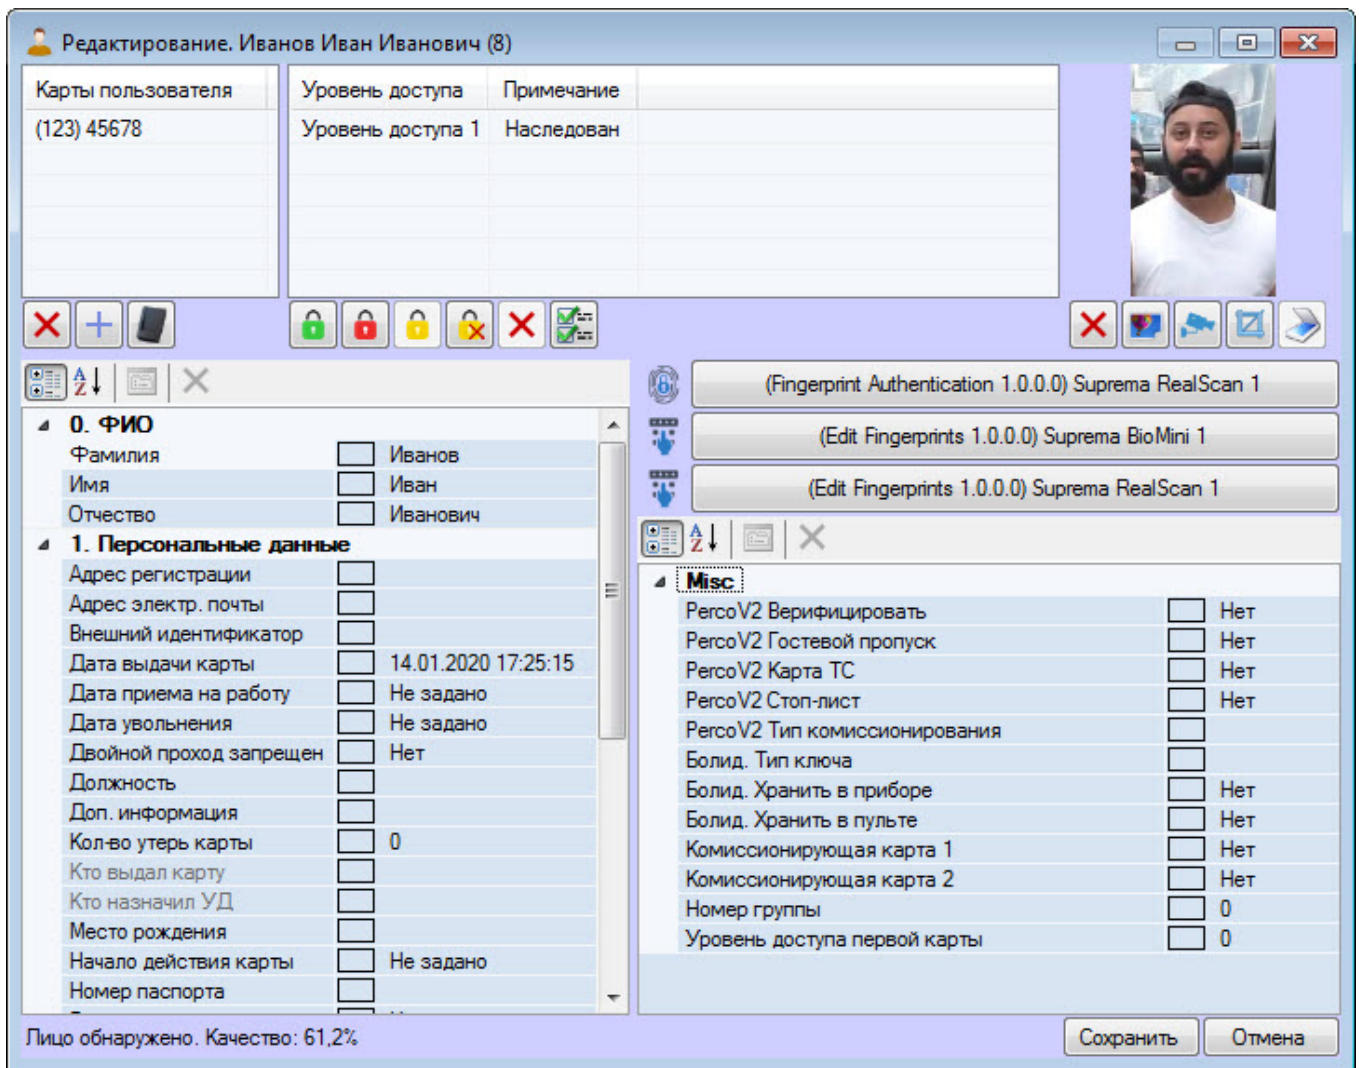 Редактирование. Иванов Иван Иванович (8)
Карты пользователя
(123) 45678
Уровень доступа Примечание
Уровень доступа 1 Наследован
0. ФИО
Фамилия Иванов
Имя Иван
Отчество Иванович
1. Персональные данные
Адрес регистрации
Адрес электр. почты
Внешний идентификатор
Дата выдачи карты 14.01.2020 17:25:15
Дата приема на работу Не задано
Дата увольнения Не задано
Двойной проход запрещен Нет
Должность
Доп. информация
Кол-во утерь карты 0
Кто выдал карту
Кто назначил УД
Место рождения
Начало действия карты Не задано
Номер паспорта
(Fingerprint Authentication 1.0.0.0) Suprema RealScan 1
(Edit Fingerprints 1.0.0.0) Suprema BioMini 1
(Edit Fingerprints 1.0.0.0) Suprema RealScan 1
Misc
PercoV2 Верифицировать Нет
PercoV2 Гостевой пропуск Нет
PercoV2 Карта ТС Нет
PercoV2 Стоп-лист Нет
PercoV2 Тип комиссионирования
Болид. Тип ключа
Болид. Хранить в приборе Нет
Болид. Хранить в пульте Нет
Комиссионирующая карта 1 Нет
Комиссионирующая карта 2 Нет
Номер группы 0
Уровень доступа первой карты 0
Лицо обнаружено. Качество: 61,2%
Сохранить
Отмена